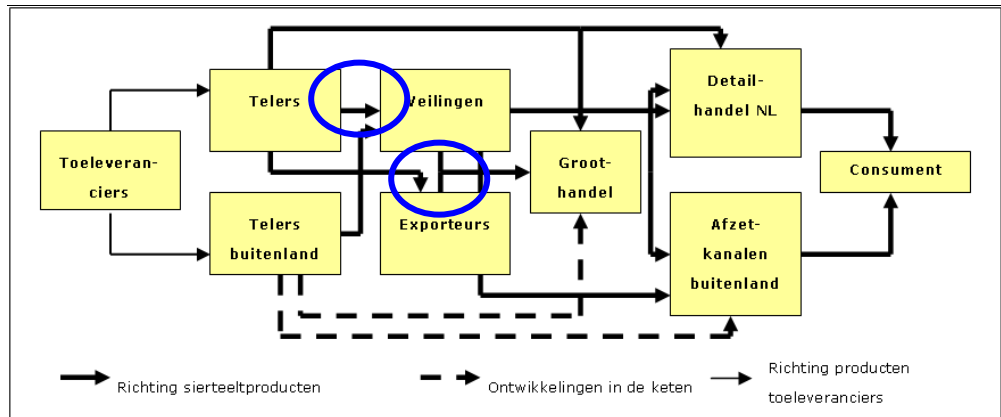 Toeleveran-
ciers
Telers
Telers
buitenland
Veilingen
Exporteurs
Groot-
handel
Detail-
handel NL
Afzet-
kanalen
buitenland
Consument
Richting sierteeltproducten
Ontwikkelingen in de keten
Richting producten
toeleveranciers